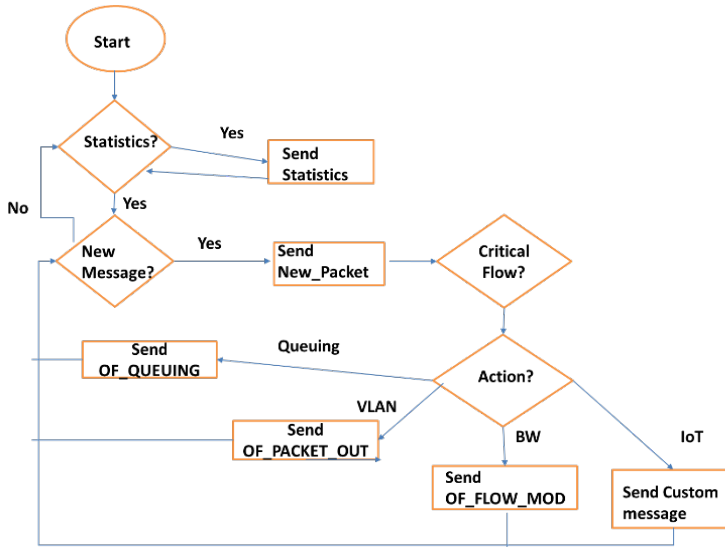 Start
Statistics?
Yes
Send
Statistics
No
Yes
New
Message?
Yes
Send
New_Packet
Critical
Flow?
Send
OF_QUEUING
Queuing
Action?
VLAN
Send
OF_PACKET_OUT
BW
IoT
Send
OF_FLOW_MOD
Send Custom
message